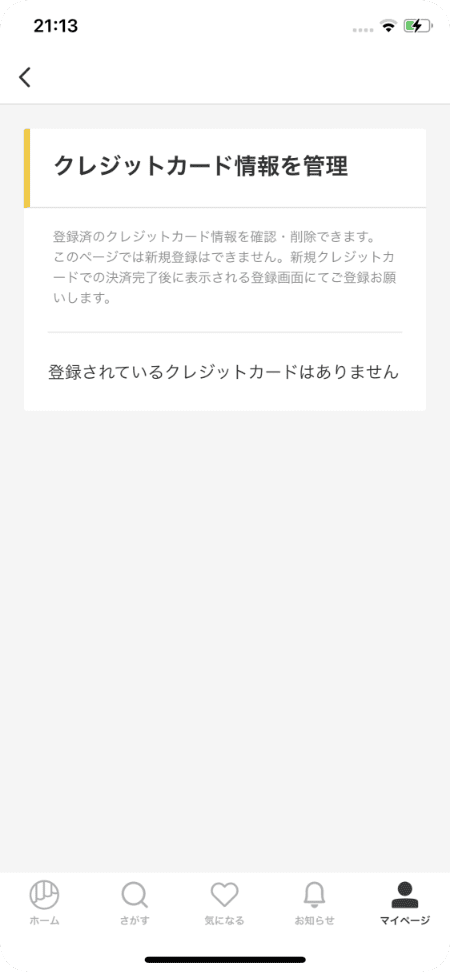 21:13
クレジットカード情報を管理
登録済のクレジットカード情報を確認・削除できます。
このページでは新規登録はできません。新規クレジットカ
ードでの決済完了後に表示される登録画面にてご登録お願
いします。
登録されているクレジットカードはありません
ホーム
さがす
気になる
お知らせ
マイページ